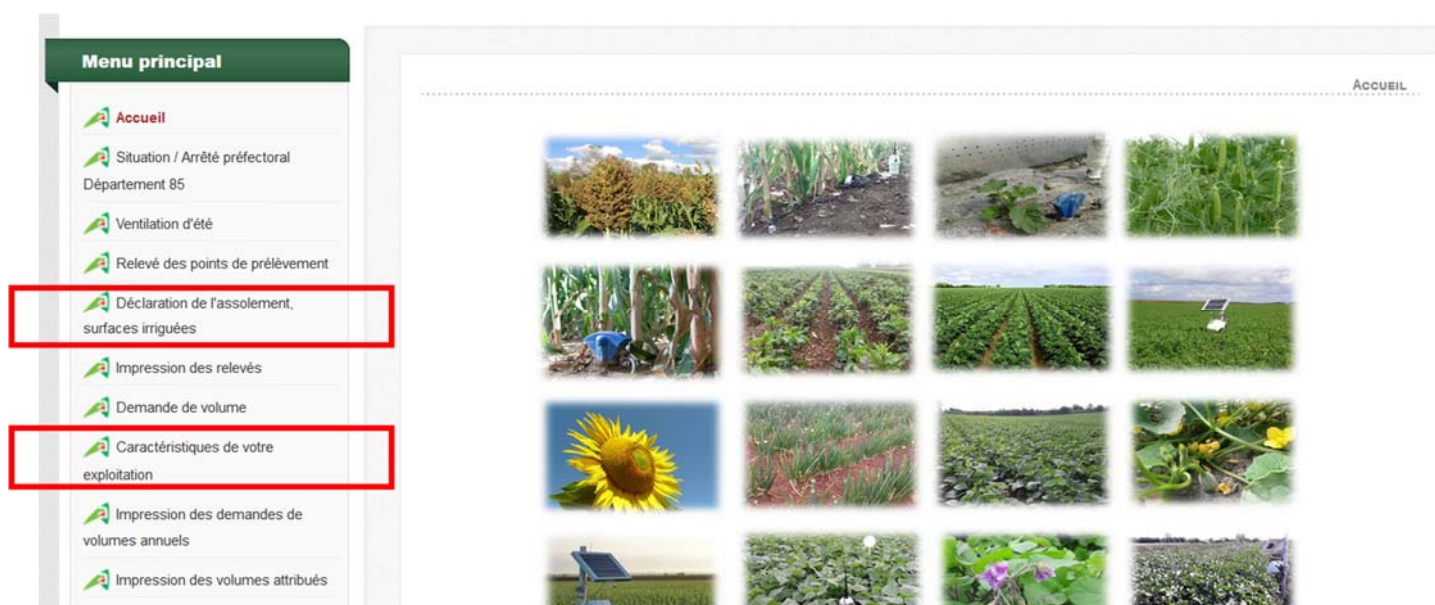 Menu principal
ACCUEIL
Accueil
Situation / Arrêté préfectoral
Département 85
Ventilation d'été
Relevé des points de prélèvement
Déclaration de l'assolement,
surfaces irriguées
Impression des relevés
Demande de volume
Caractéristiques de votre
exploitation
Impression des demandes de
volumes annuels
Impression des volumes attribués